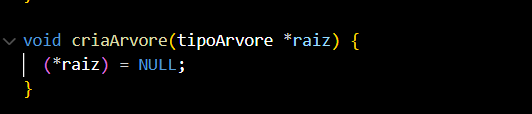 void criaArvore(tipoArvore *raiz) {
(*raiz) = NULL;
}